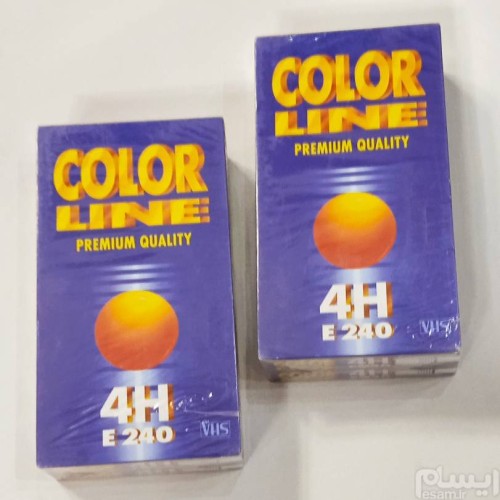 COLOR
LINE
PREMIUM QUALITY
4H
E 240
VHS
COLOR
LINE
PREMIUM QUALITY
4H
E 240
VHS
ایسام
esam.ir